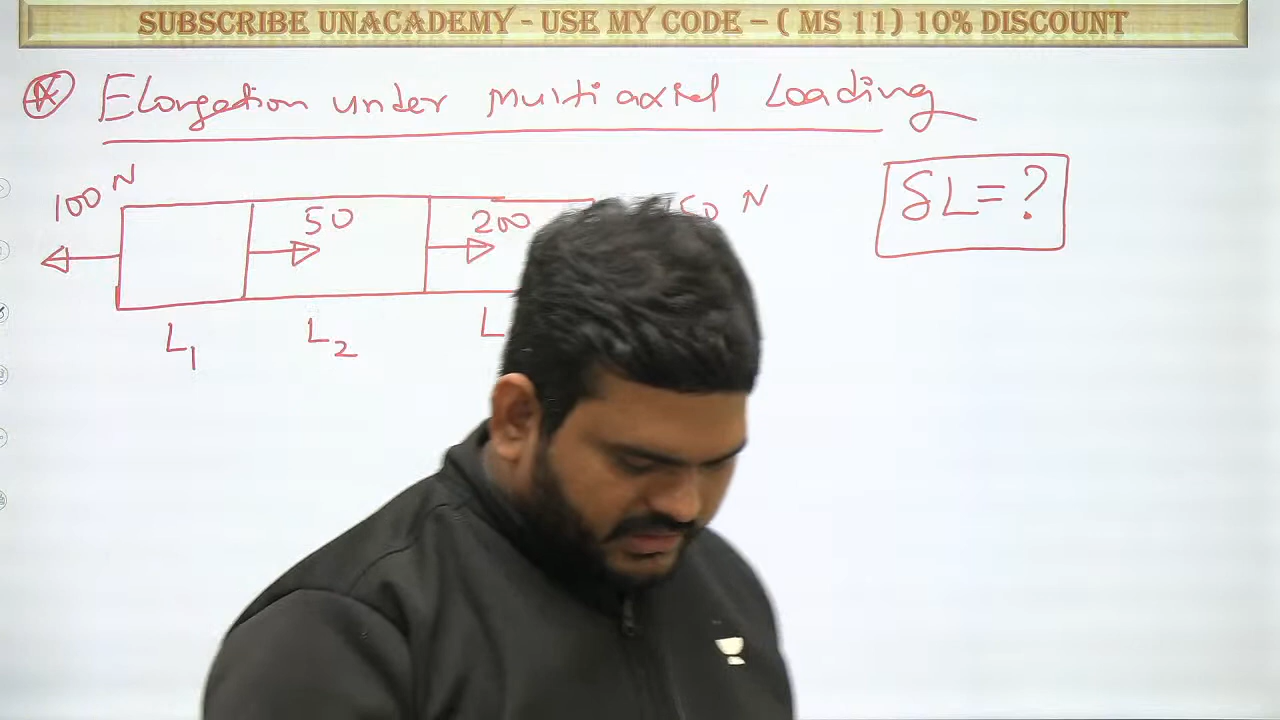 SUBSCRIBE UNACADEMY - USE MY CODE – ( MS 11) 10% DISCOUNT
Elongation under Multiaxial Loading
100 N
50
200
50 N
δL = ?
L1
L2
L